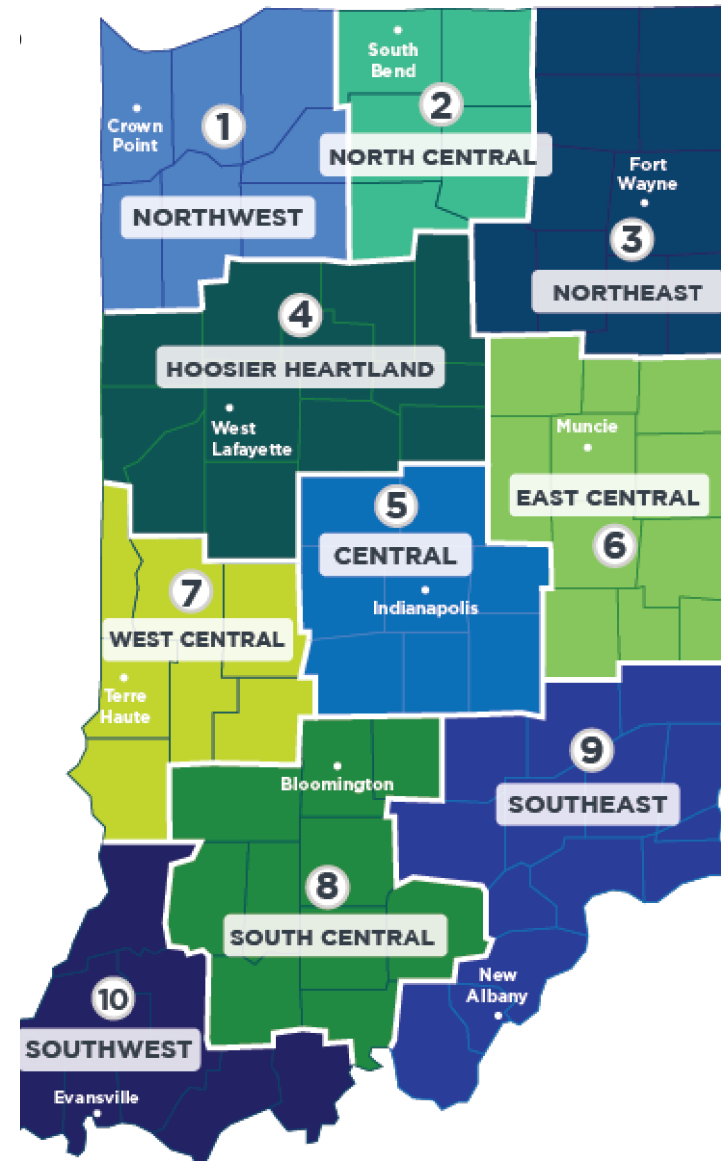 South
Bend
2
NORTH CENTRAL
Crown
Point
1
NORTHWEST
Fort
Wayne
3
NORTHEAST
4
HOOSIER HEARTLAND
West
Lafayette
Muncie
EAST CENTRAL
6
5
CENTRAL
Indianapolis
7
WEST CENTRAL
Terre
Haute
Bloomington
9
SOUTHEAST
8
SOUTH CENTRAL
New
Albany
10
SOUTHWEST
Evansville